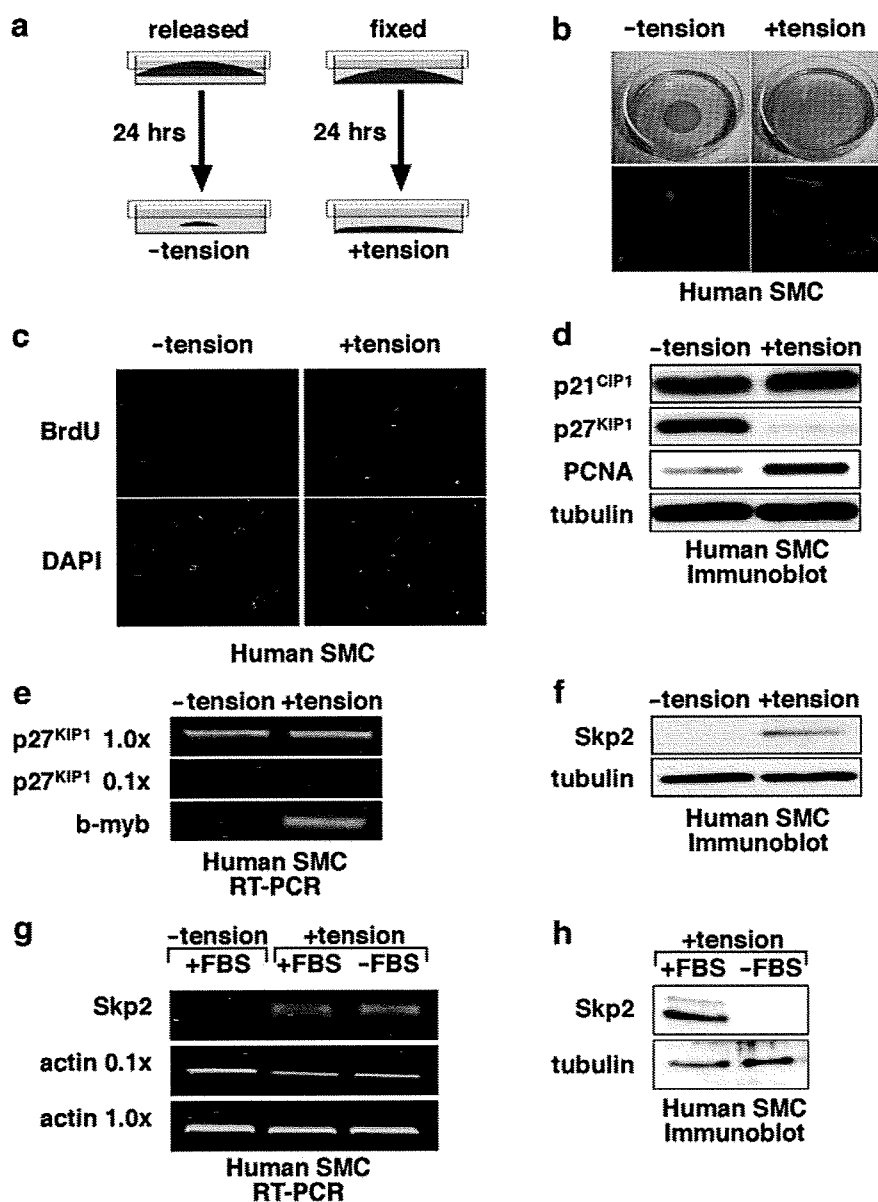 a
released fixed
24 hrs 24 hrs
-tension +tension
b
-tension +tension
Human SMC
c
-tension +tension
BrdU
DAPI
Human SMC
d
-tension +tension
p21CIP1
p27KIP1
PCNA
tubulin
Human SMC
Immunoblot
e
-tension +tension
p27KIP1 1.0x
p27KIP1 0.1x
b-myb
Human SMC
RT-PCR
f
-tension +tension
Skp2
tubulin
Human SMC
Immunoblot
g
-tension +tension
+FBS +FBS -FBS
Skp2
actin 0.1x
actin 1.0x
Human SMC
RT-PCR
h
+tension
+FBS -FBS
Skp2
tubulin
Human SMC
Immunoblot